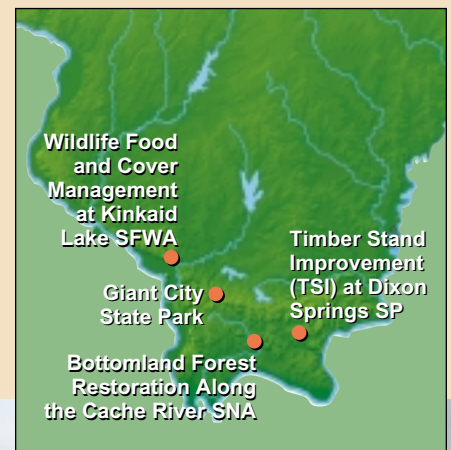 Wildlife Food
and Cover
Management
at Kinkaid
Lake SFWA
Timber Stand
Improvement
(TSI) at Dixon
Springs SP
Giant City
State Park
Bottomland Forest
Restoration Along
the Cache River SNA